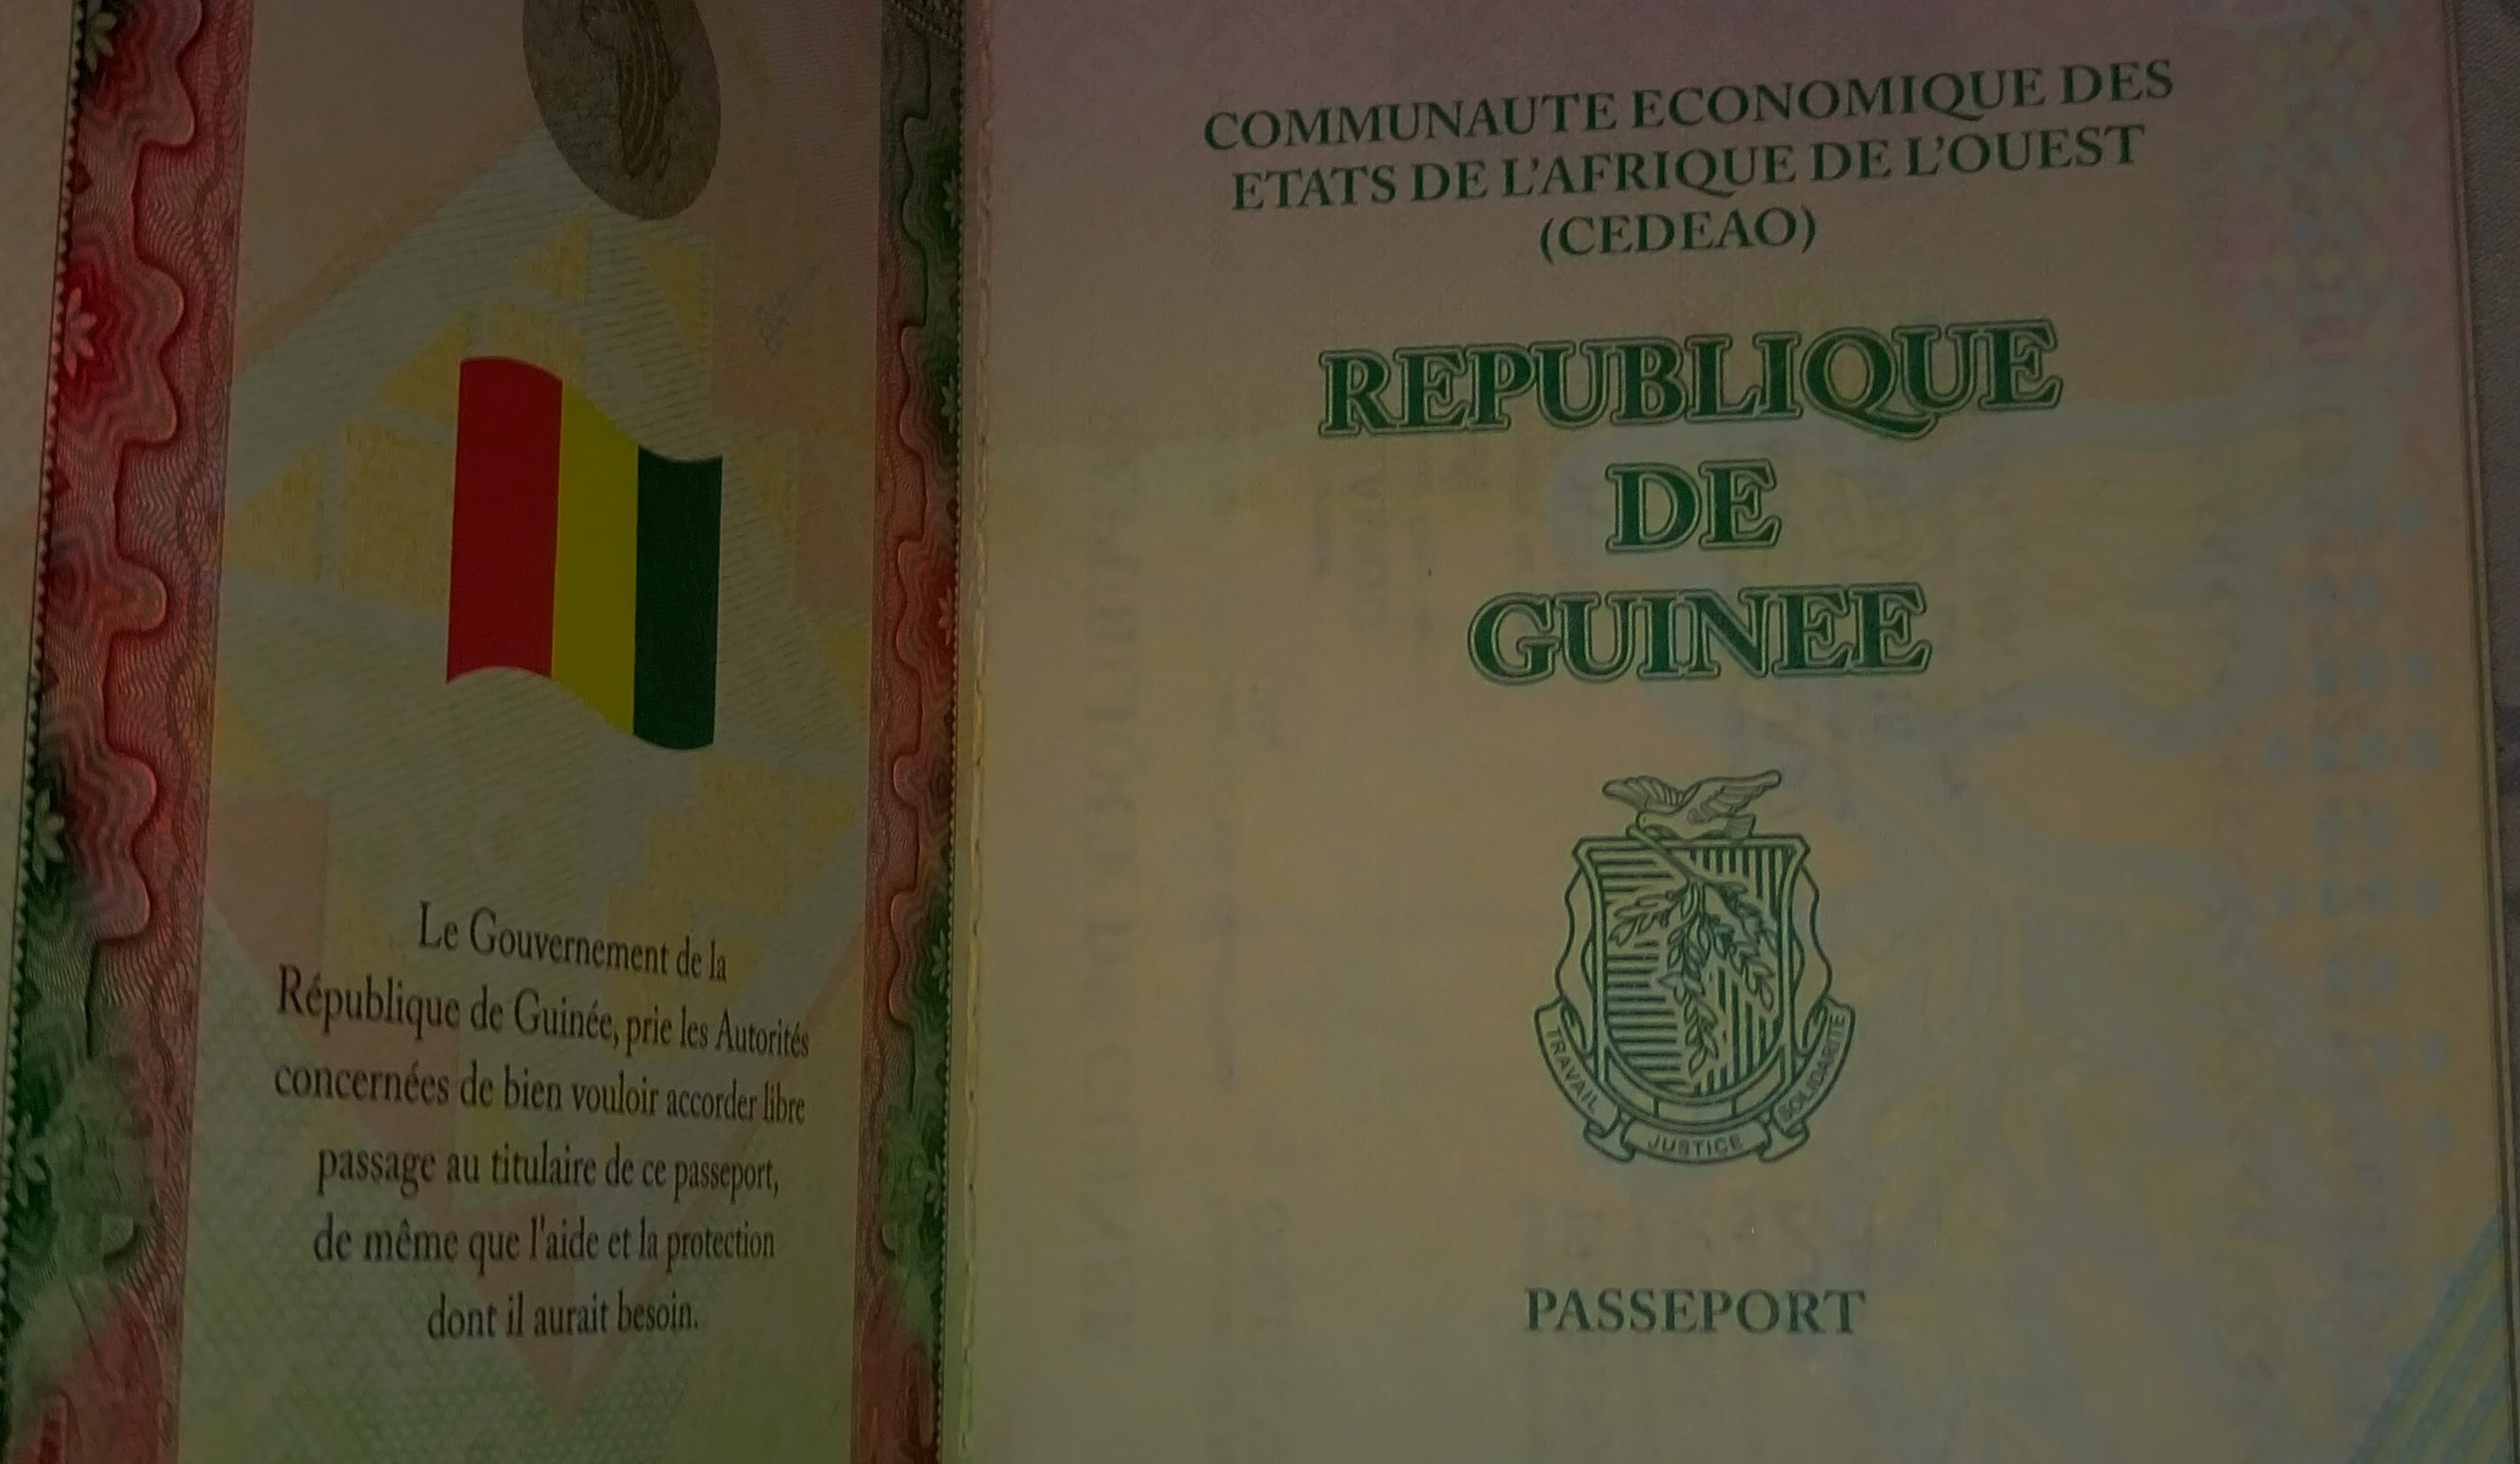 Le Gouvernement de la
République de Guinée, prie les Autorités
concernées de bien vouloir accorder libre
passage au titulaire de ce passeport,
de même que l'aide et la protection
dont il aurait besoin.
COMMUNAUTE ECONOMIQUE DES
ETATS DE L'AFRIQUE DE L'OUEST
(CEDEAO)
REPUBLIQUE
DE
GUINEE
TRAVAIL
JUSTICE
SOLIDARITE
PASSEPORT